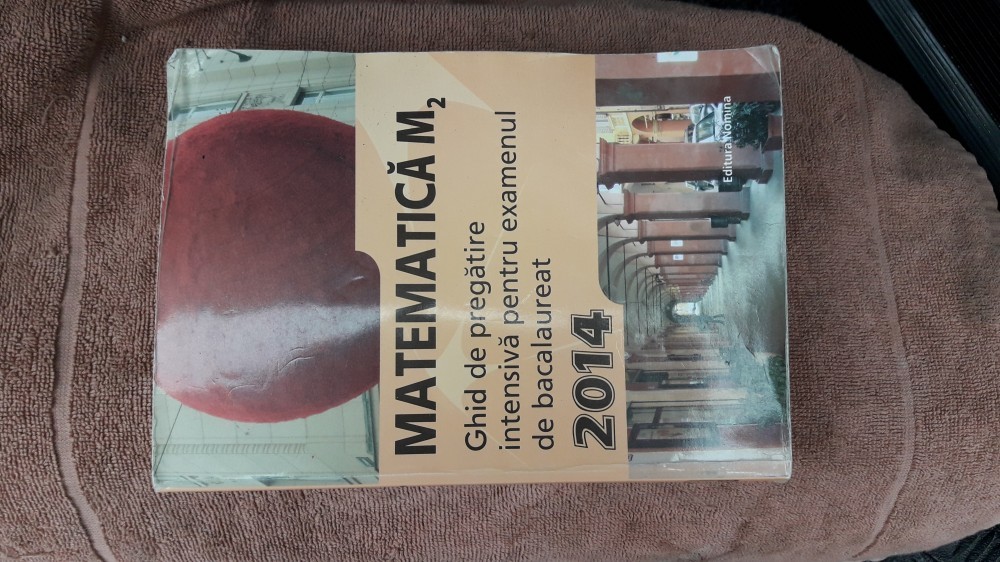 MATEMATICĂ M2
Ghid de pregătire
intensivă pentru examenul
de bacalaureat
2014
Editura Nomina